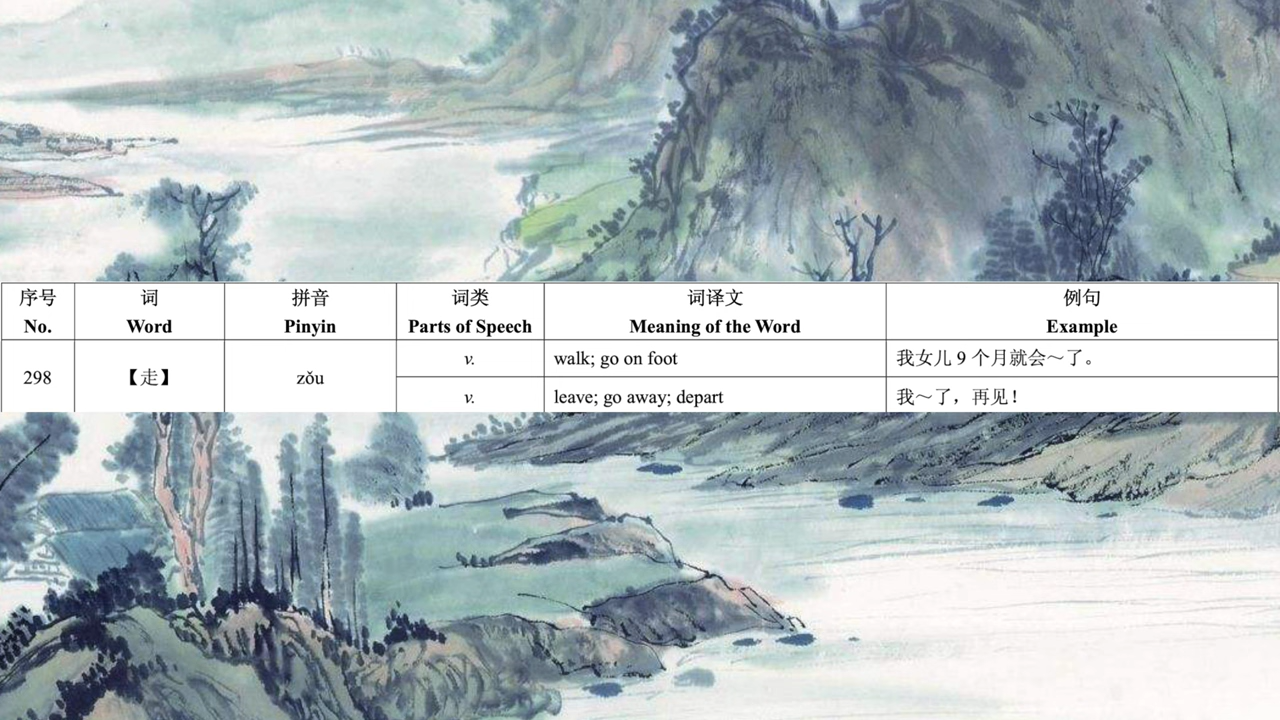 序号 词 拼音 词类 词译文 例句
No. Word Pinyin Parts of Speech Meaning of the Word Example
298 【走】 zǒu v. walk; go on foot 我女儿 9 个月就会～了。
v. leave; go away; depart 我～了，再见！